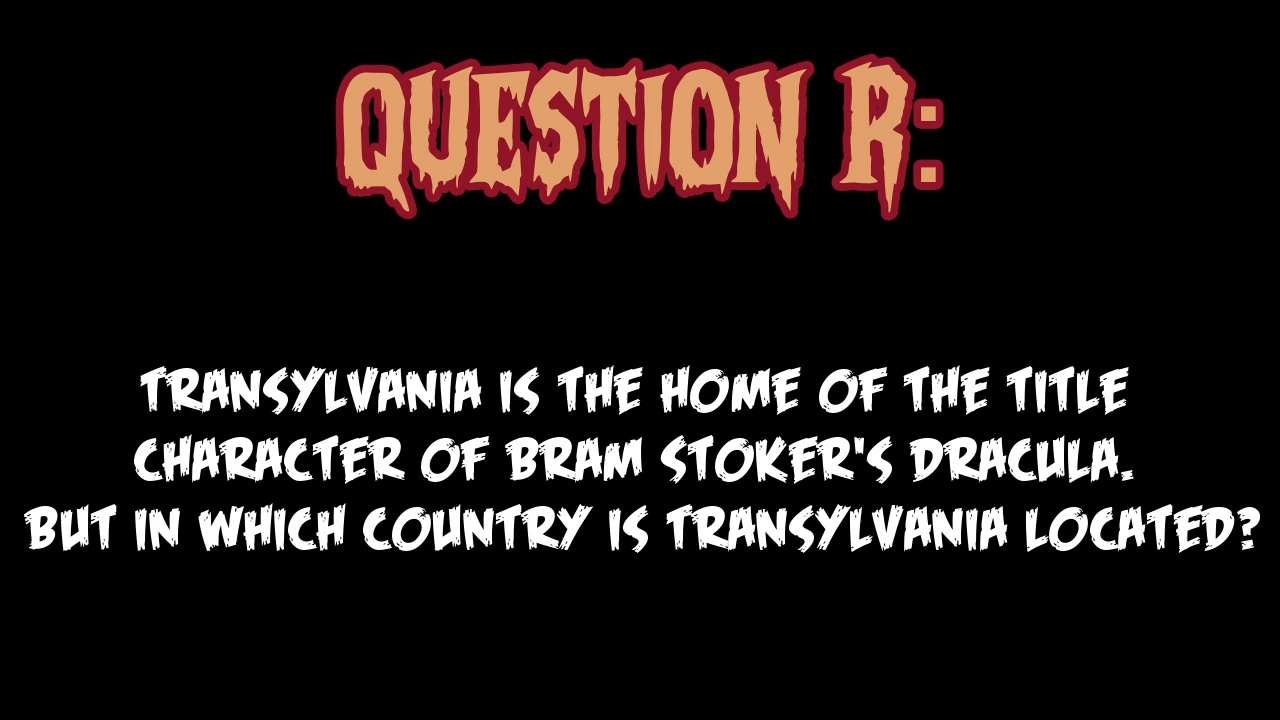 QUESTION R:
TRANSYLVANIA IS THE HOME OF THE TITLE
CHARACTER OF BRAM STOKER'S DRACULA.
BUT IN WHICH COUNTRY IS TRANSYLVANIA LOCATED?